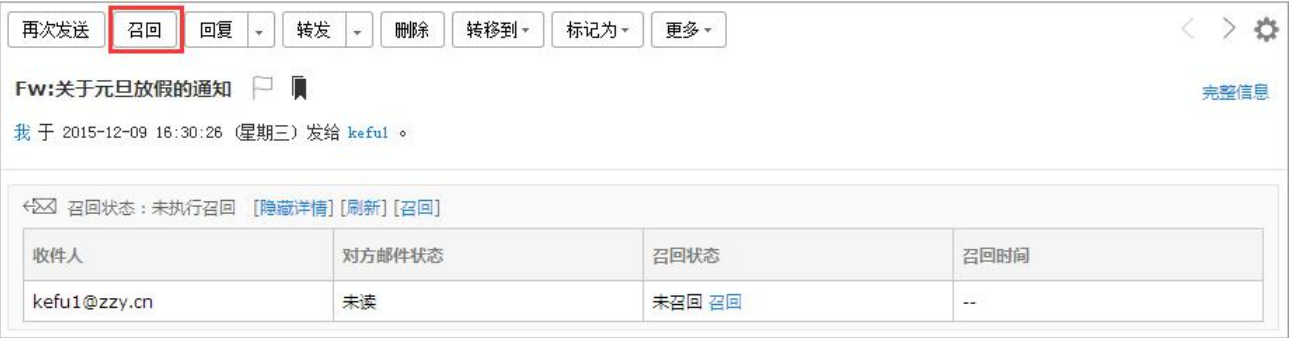 再次发送 召回 回复 转发 删除 转移到 标记为 更多
Fw:关于元旦放假的通知
完整信息
我 于 2015-12-09 16:30:26 (星期三) 发给 kefu1 。
召回状态：未执行召回 [隐藏详情] [刷新] [召回]
收件人 对方邮件状态 召回状态 召回时间
kefu1@zzy.cn 未读 未召回 召回 --